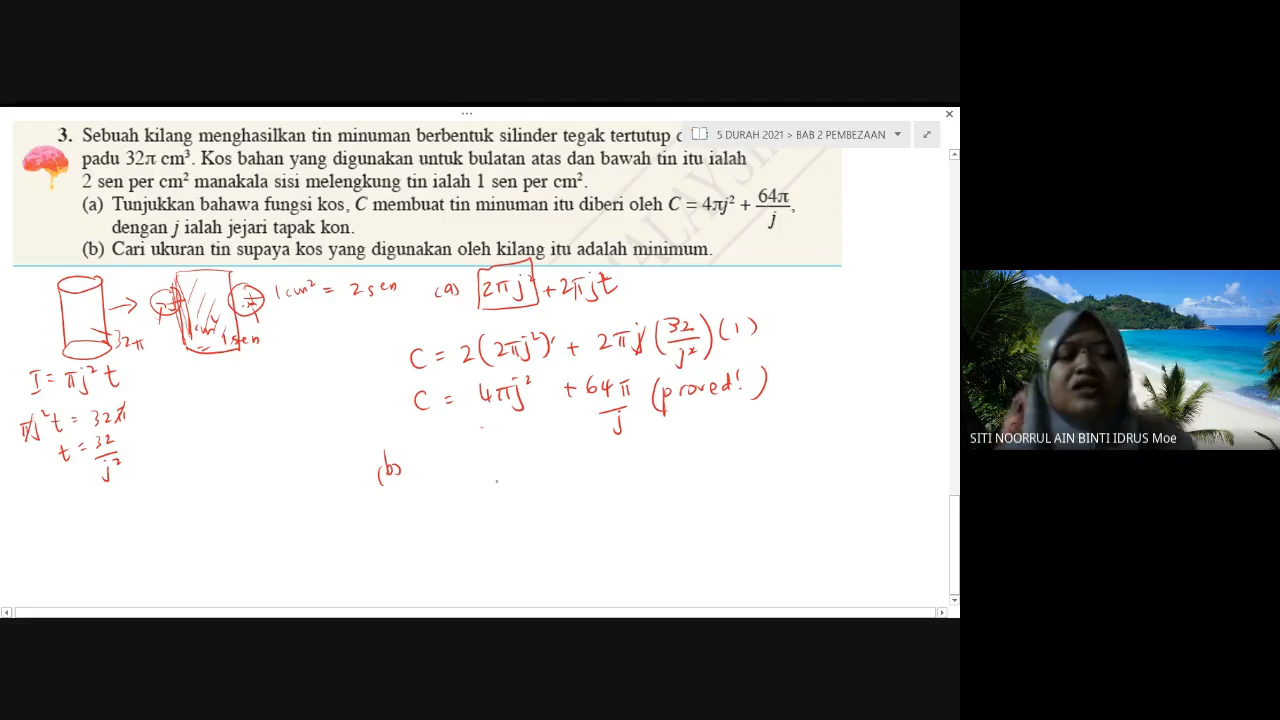 3. Sebuah kilang menghasilkan tin minuman berbentuk silinder tegak tertutup
5 DURAH 2021 > BAB 2 PEMBEZAAN
padu 32π cm³. Kos bahan yang digunakan untuk bulatan atas dan bawah tin itu ialah
2 sen per cm² manakala sisi melengkung tin ialah 1 sen per cm².
(a) Tunjukkan bahawa fungsi kos, C membuat tin minuman itu diberi oleh C = 4πj² + 64π/j,
dengan j ialah jejari tapak kon.
(b) Cari ukuran tin supaya kos yang digunakan oleh kilang itu adalah minimum.
32π
1 sen
1 cm² = 2 sen
I = πj²t
πj²t = 32π
t = 32/j²
(a) 2πj² + 2πjt
C = 2(2πj²) + 2πj(32/j²)(1)
C = 4πj² + 64π/j (proved!)
(b)
SITI NOORRUL AIN BINTI IDRUS Moe